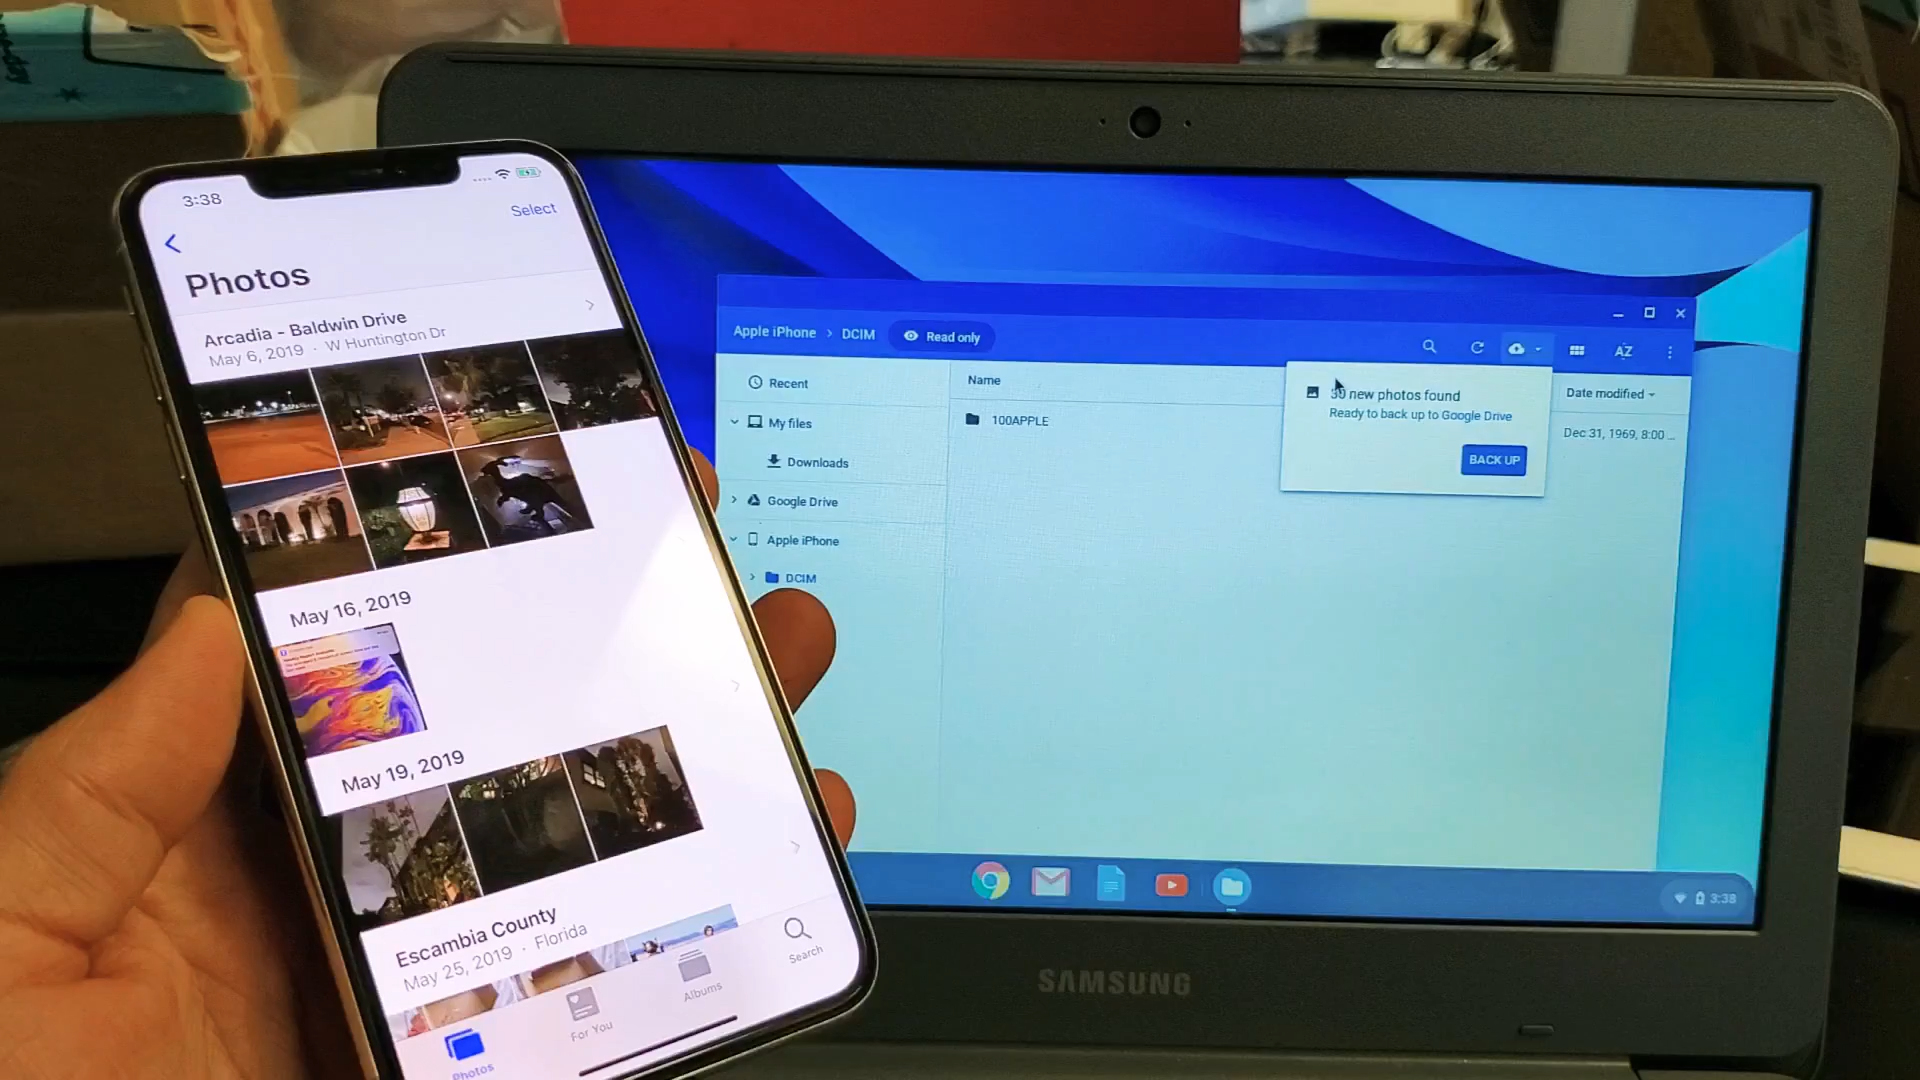 3:38
Select
Photos
Arcadia - Baldwin Drive
May 6, 2019 · W Huntington Dr
May 16, 2019
May 19, 2019
Escambia County
May 25, 2019 · Florida
Photos
For You
Albums
Search
Apple iPhone > DCIM
Read only
AZ
Recent
My files
Downloads
Google Drive
Apple iPhone
DCIM
Name
100APPLE
new photos found
Ready to back up to Google Drive
BACK UP
Date modified
Dec 31, 1969, 8:00 ...
3:38
SAMSUNG